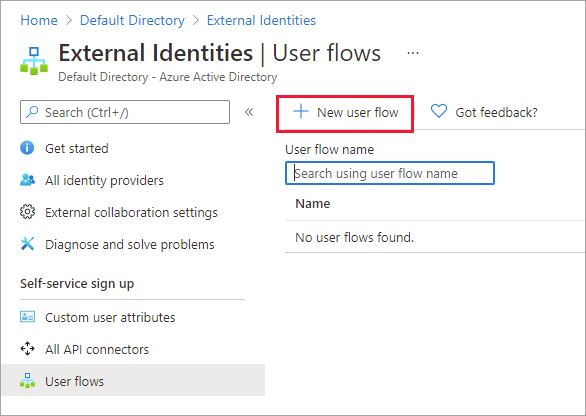 Home > Default Directory > External Identities
External Identities | User flows ...
Default Directory - Azure Active Directory
Search (Ctrl+/) «
+ New user flow
Got feedback?
Get started
All identity providers
External collaboration settings
Diagnose and solve problems
Self-service sign up
Custom user attributes
All API connectors
User flows
User flow name
Search using user flow name
Name
No user flows found.